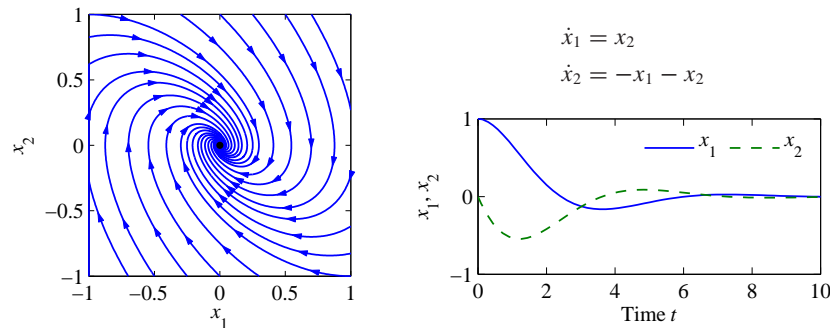 1
0.5
0
−0.5
−1
−1 −0.5 0 0.5 1
x₂
x₁
ẋ₁ = x₂
ẋ₂ = −x₁ − x₂
1
0
−1
0 2 4 6 8 10
x₁, x₂
Time t
x₁ x₂